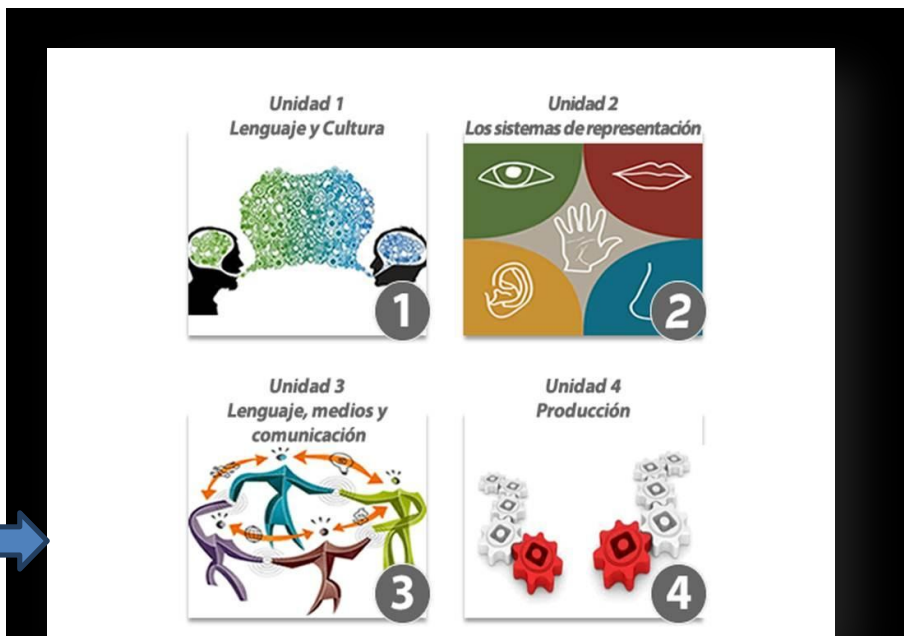 Unidad 1
Lenguaje y Cultura
1
Unidad 2
Los sistemas de representación
2
Unidad 3
Lenguaje, medios y
comunicación
3
Unidad 4
Producción
4